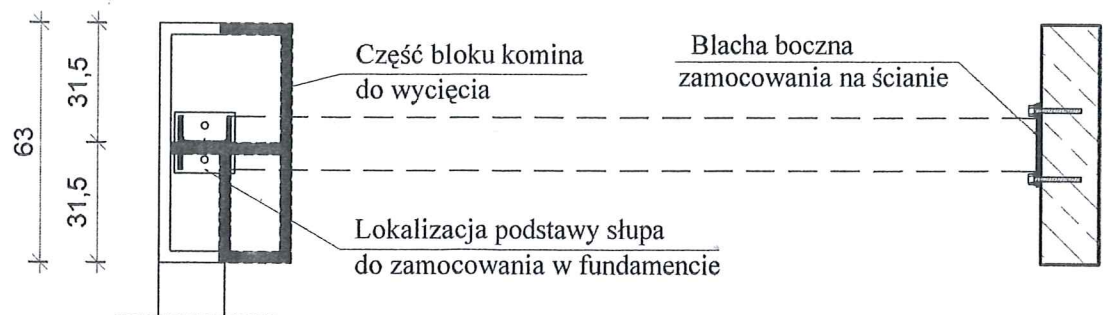 63
31,5
31,5
Część bloku komina
do wycięcia
Blacha boczna
zamocowania na ścianie
Lokalizacja podstawy słupa
do zamocowania w fundamencie